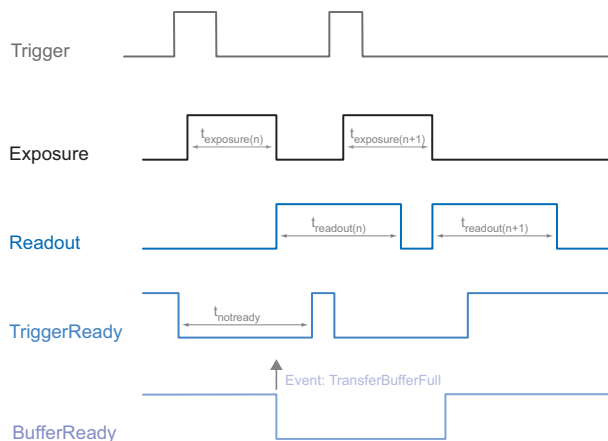 Trigger
t exposure(n)
t exposure(n+1)
Exposure
t readout(n)
t readout(n+1)
Readout
t notready
TriggerReady
Event: TransferBufferFull
BufferReady